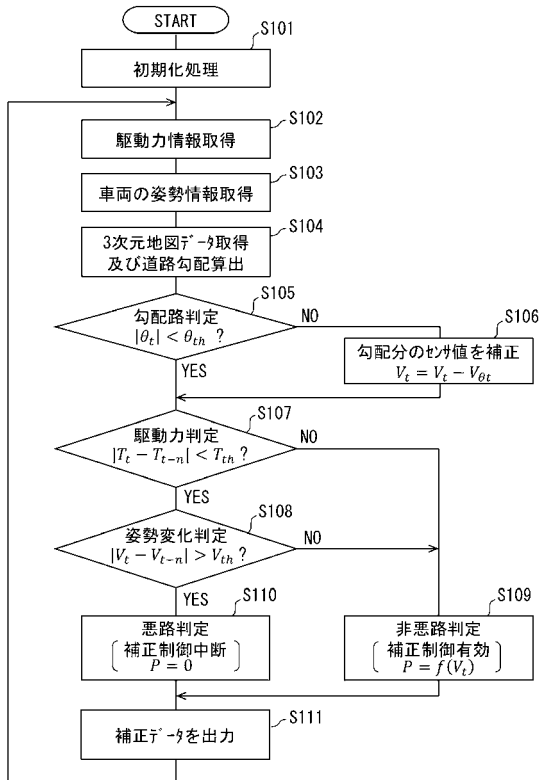 START
S101
初期化処理
S102
駆動力情報取得
S103
車両の姿勢情報取得
S104
3次元地図データ取得
及び道路勾配算出
S105
勾配路判定
|θt| < θth ?
NO
YES
S106
勾配分のセンサ値を補正
Vt = Vt − Vθt
S107
駆動力判定
|Tt − Tt−n| < Tth ?
NO
YES
S108
姿勢変化判定
|Vt − Vt−n| > Vth ?
NO
YES
S110
悪路判定
補正制御中断
P = 0
S109
非悪路判定
補正制御有効
P = f(Vt)
S111
補正データを出力